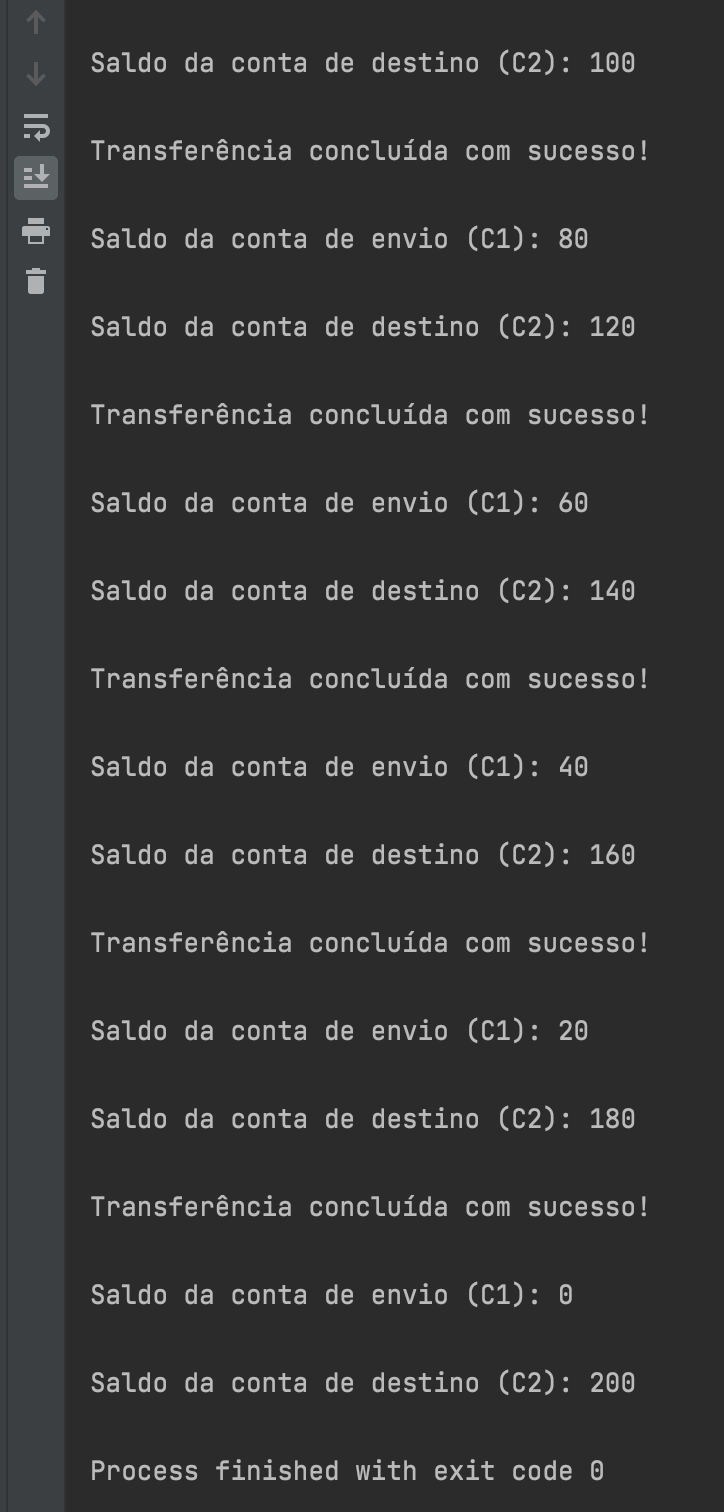 Saldo da conta de destino (C2): 100
Transferência concluída com sucesso!
Saldo da conta de envio (C1): 80
Saldo da conta de destino (C2): 120
Transferência concluída com sucesso!
Saldo da conta de envio (C1): 60
Saldo da conta de destino (C2): 140
Transferência concluída com sucesso!
Saldo da conta de envio (C1): 40
Saldo da conta de destino (C2): 160
Transferência concluída com sucesso!
Saldo da conta de envio (C1): 20
Saldo da conta de destino (C2): 180
Transferência concluída com sucesso!
Saldo da conta de envio (C1): 0
Saldo da conta de destino (C2): 200
Process finished with exit code 0